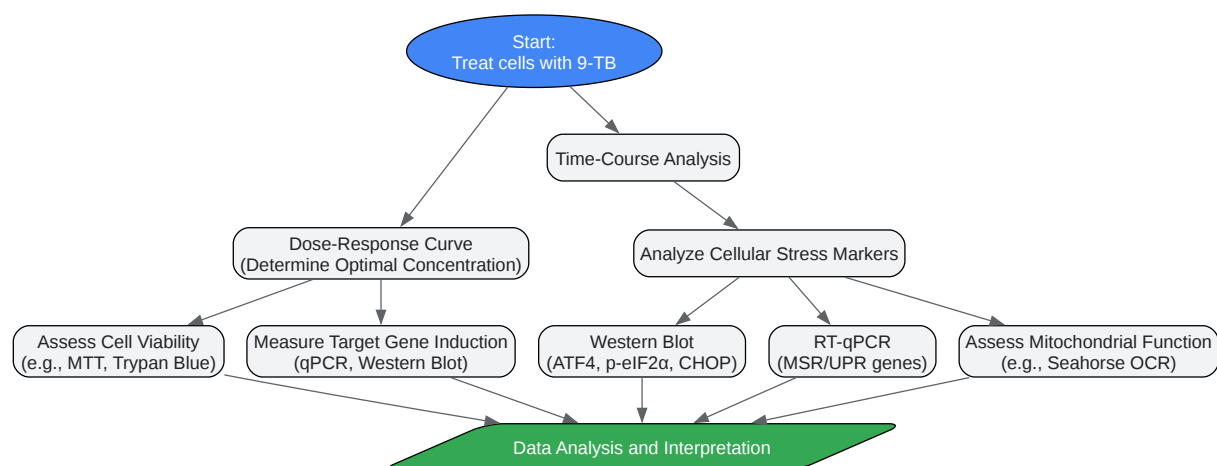 Start:
Treat cells with 9-TB
Time-Course Analysis
Dose-Response Curve
(Determine Optimal Concentration)
Analyze Cellular Stress Markers
Assess Cell Viability
(e.g., MTT, Trypan Blue)
Measure Target Gene Induction
(qPCR, Western Blot)
Western Blot
(ATF4, p-eIF2α, CHOP)
RT-qPCR
(MSR/UPR genes)
Assess Mitochondrial Function
(e.g., Seahorse OCR)
Data Analysis and Interpretation